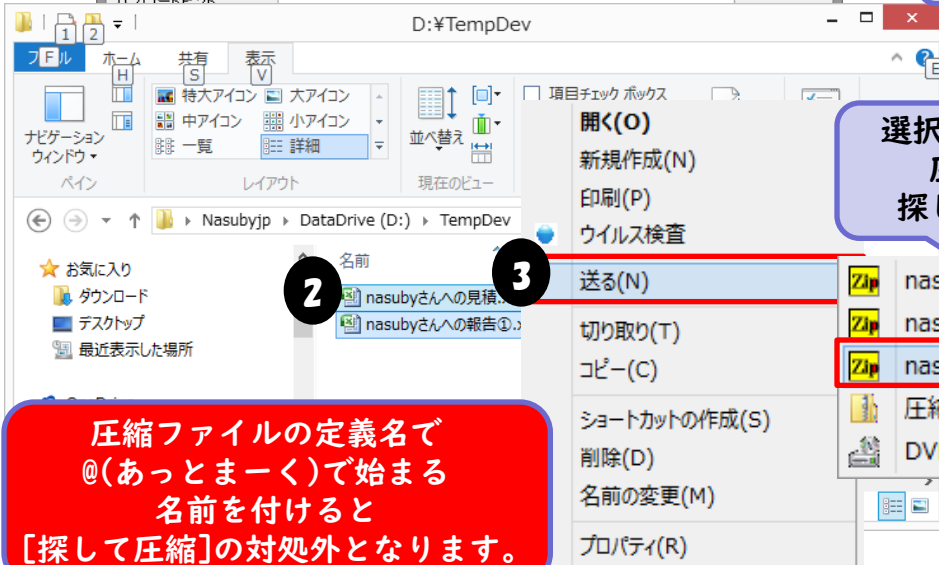 D:¥TempDev
1 2
F ル ホーム 共有 表示
H S V
特大アイコン 大アイコン
中アイコン 小アイコン
一覧 詳細
ナビゲーション
ウィンドウ
並べ替え
項目チェック ボックス
ペイン レイアウト 現在のビュー
Nasubyjp DataDrive (D:) TempDev
お気に入り
ダウンロード
デスクトップ
最近表示した場所
名前
2 nasubyさんへの見積..
nasubyさんへの報告①.x
3
開く(O)
新規作成(N)
印刷(P)
ウイルス検査
送る(N)
切り取り(T)
コピー(C)
ショートカットの作成(S)
削除(D)
名前の変更(M)
プロパティ(R)
選択
探し
Zip nas
Zip nas
Zip nas
圧縮
DV
圧縮ファイルの定義名で
@(あっとまーく)で始まる
名前を付けると
[探して圧縮]の対処外となります。